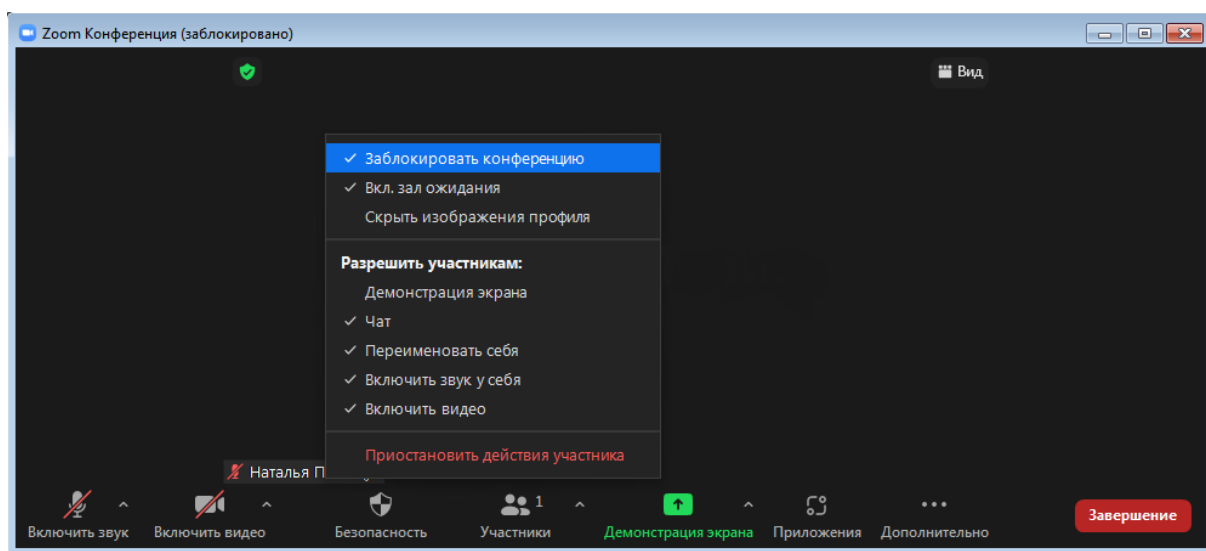 Zoom Конференция (заблокировано)
Вид
Заблокировать конференцию
Вкл. зал ожидания
Скрыть изображения профиля
Разрешить участникам:
Демонстрация экрана
Чат
Переименовать себя
Включить звук у себя
Включить видео
Приостановить действия участника
Наталья
Включить звук
Включить видео
Безопасность
1
Участники
Демонстрация экрана
Приложения
Дополнительно
Завершение